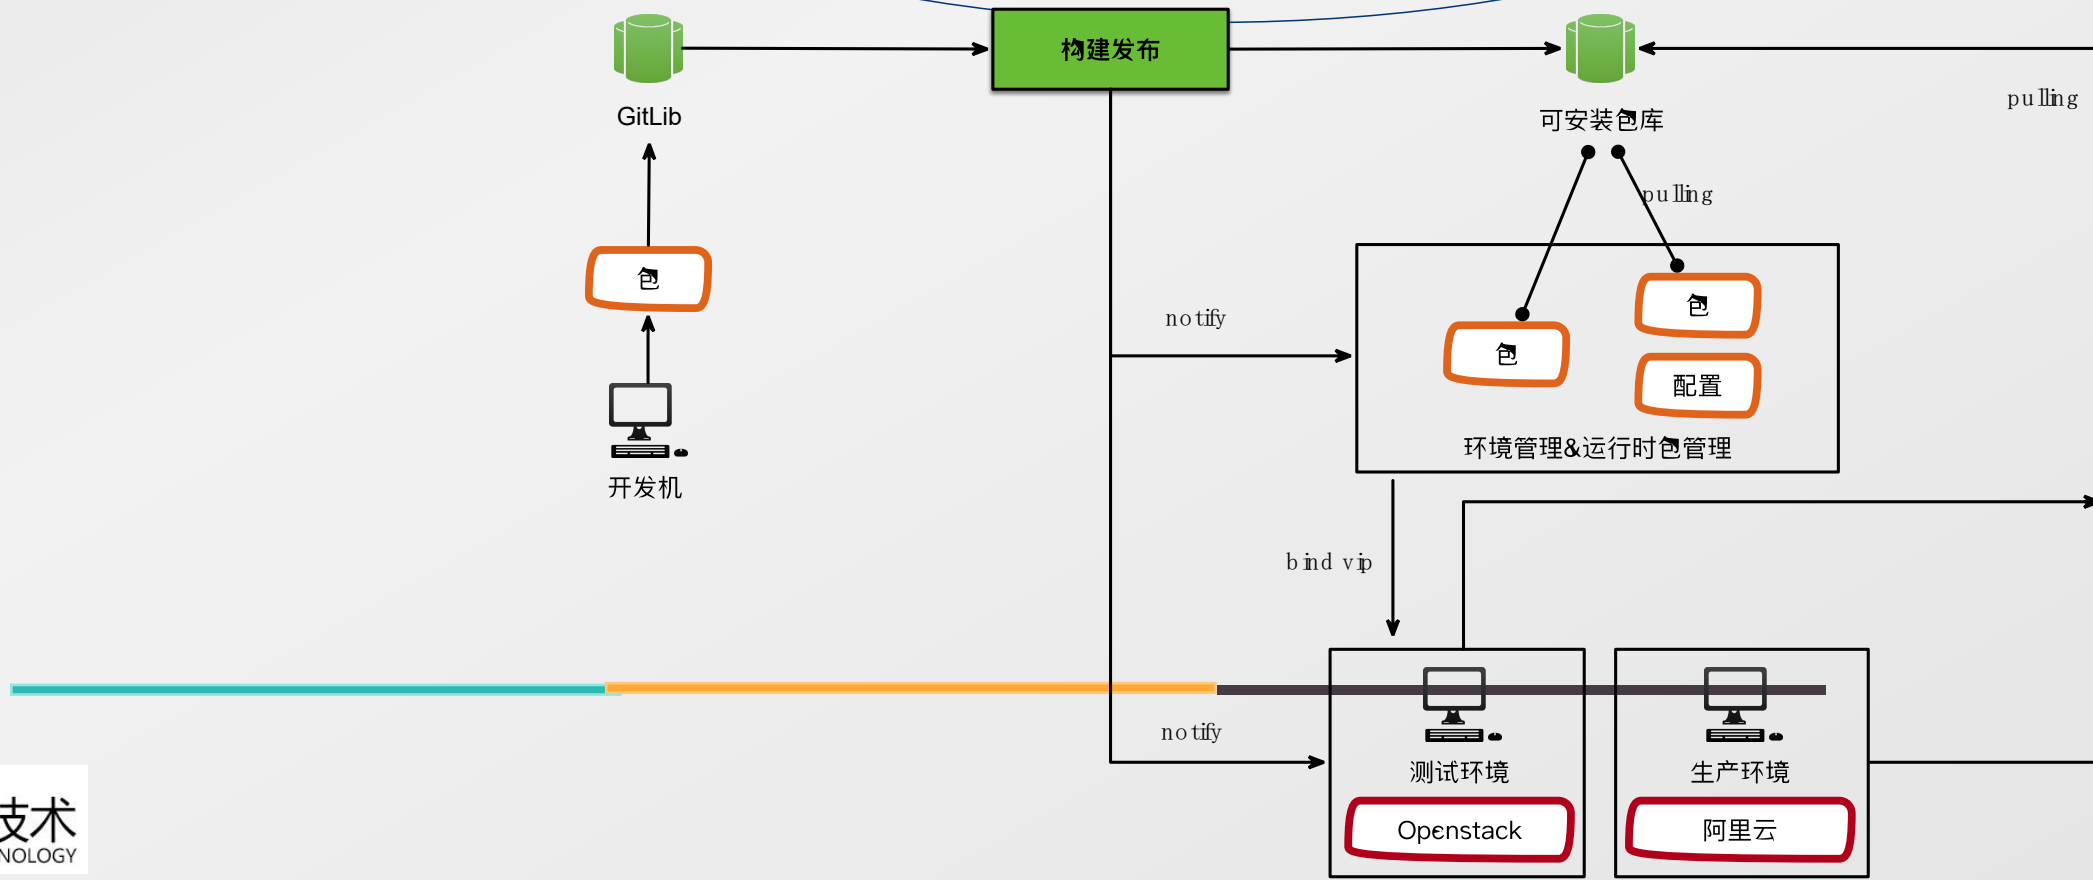 构建发布
GitLib
可安装包库
pulling
pulling
包
包
notify
包
配置
环境管理&运行时包管理
开发机
bind vip
notify
测试环境
生产环境
Openstack
阿里云
技术
NOLOGY